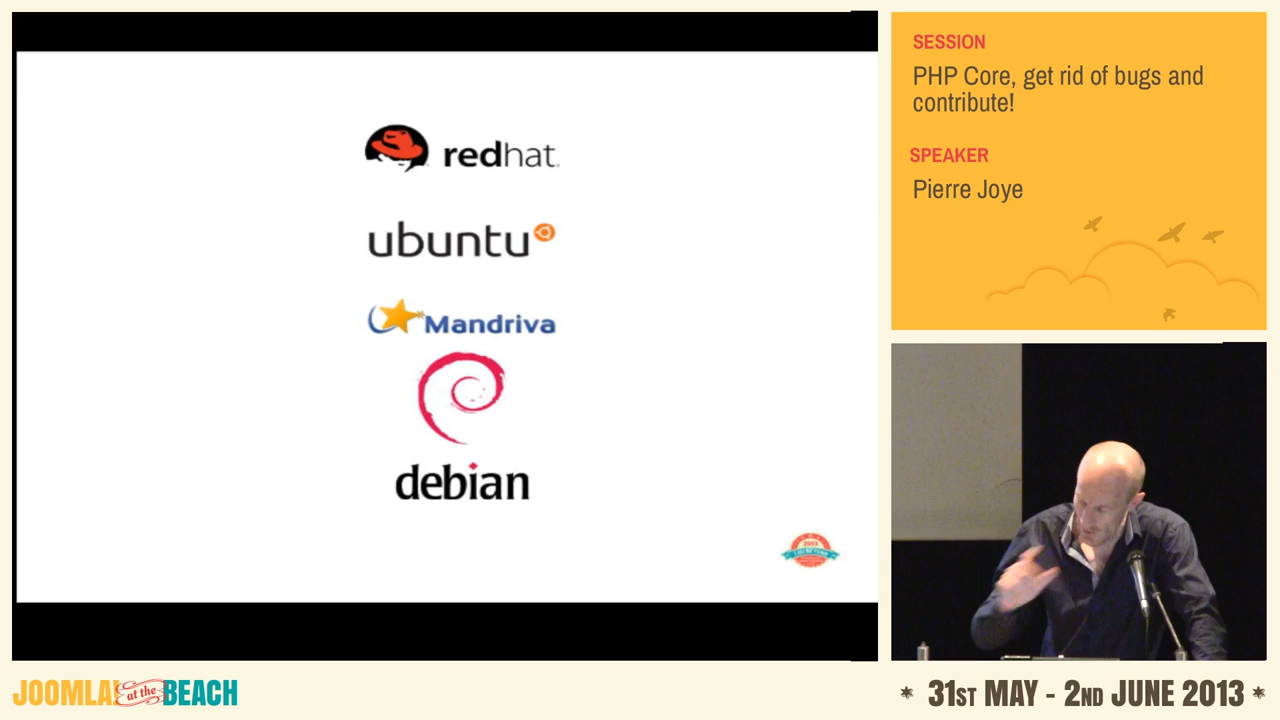 redhat.
ubuntu
Mandriva
debian
2013
SESSION
PHP Core, get rid of bugs and
contribute!
SPEAKER
Pierre Joye
JOOMLA! at the BEACH
31ST MAY - 2ND JUNE 2013